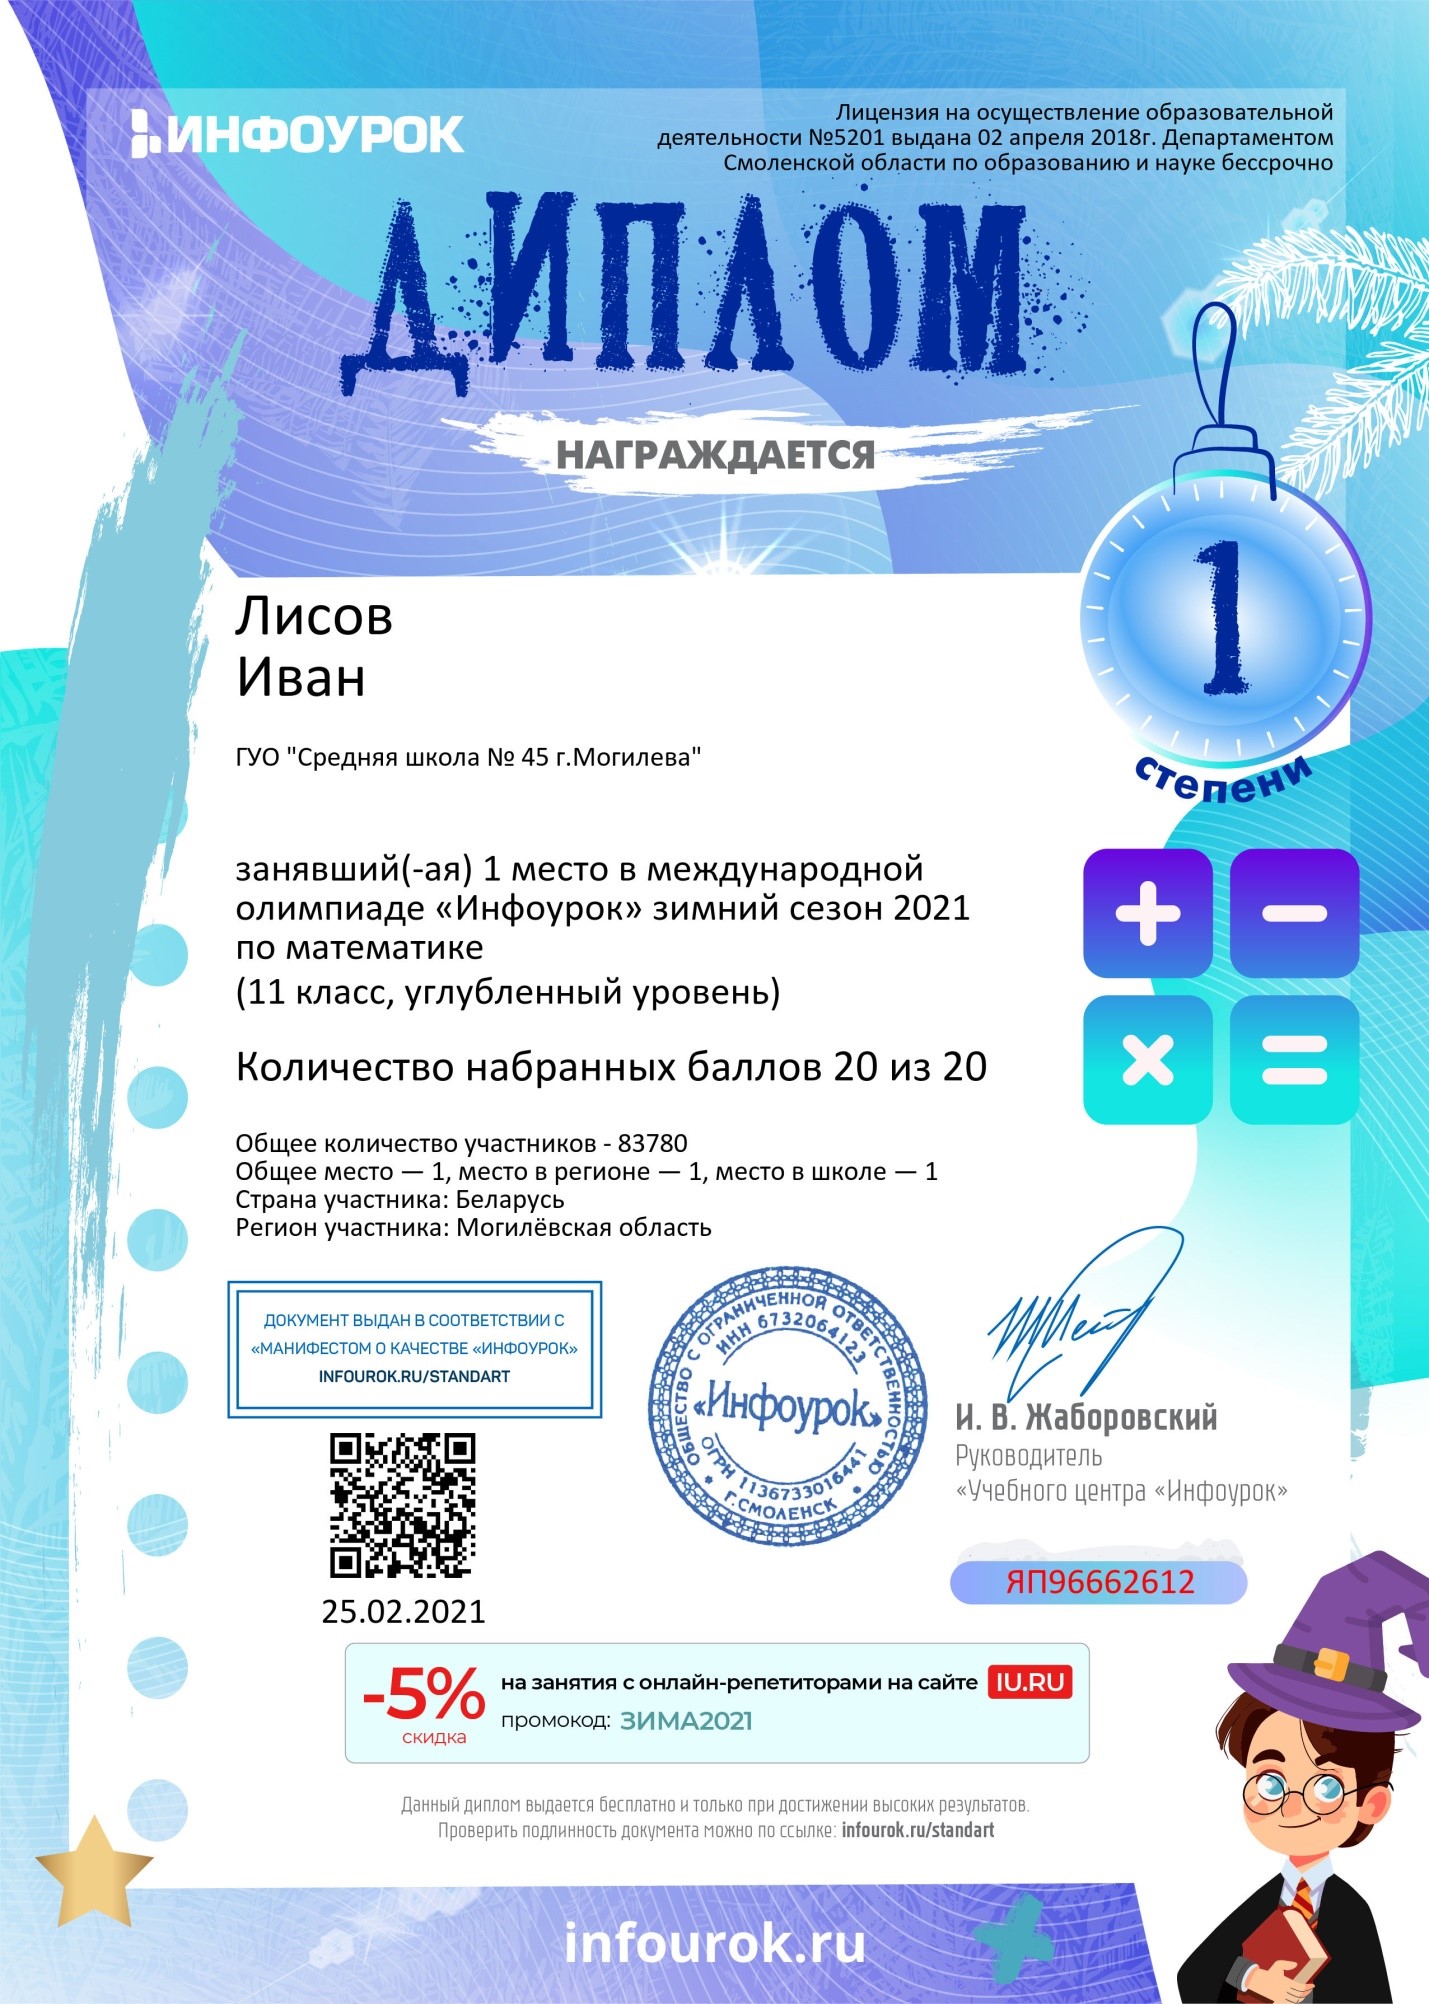 ИНФОУРОК
Лицензия на осуществление образовательной
деятельности №5201 выдана 02 апреля 2018г. Департаментом
Смоленской области по образованию и науке бессрочно
ДИПЛОМ
НАГРАЖДАЕТСЯ
1
степени
Лисов
Иван
ГУО "Средняя школа № 45 г.Могилева"
занявший(-ая) 1 место в международной
олимпиаде «Инфоурок» зимний сезон 2021
по математике
(11 класс, углубленный уровень)
Количество набранных баллов 20 из 20
Общее количество участников - 83780
Общее место — 1, место в регионе — 1, место в школе — 1
Страна участника: Беларусь
Регион участника: Могилёвская область
ДОКУМЕНТ ВЫДАН В СООТВЕТСТВИИ С
«МАНИФЕСТОМ О КАЧЕСТВЕ «ИНФОУРОК»
INFOUROK.RU/STANDART
ОБЩЕСТВО С ОГРАНИЧЕННОЙ ОТВЕТСТВЕННОСТЬЮ
ИНН 6732064123
«Инфоурок»
ОГРН 1136733016441
Г.СМОЛЕНСК
И. В. Жаборовский
Руководитель
«Учебного центра «Инфоурок»
ЯП96662612
25.02.2021
-5%
скидка
на занятия с онлайн-репетиторами на сайте IU.RU
промокод: ЗИМА2021
Данный диплом выдается бесплатно и только при достижении высоких результатов.
Проверить подлинность документа можно по ссылке: infourok.ru/standart
infourok.ru